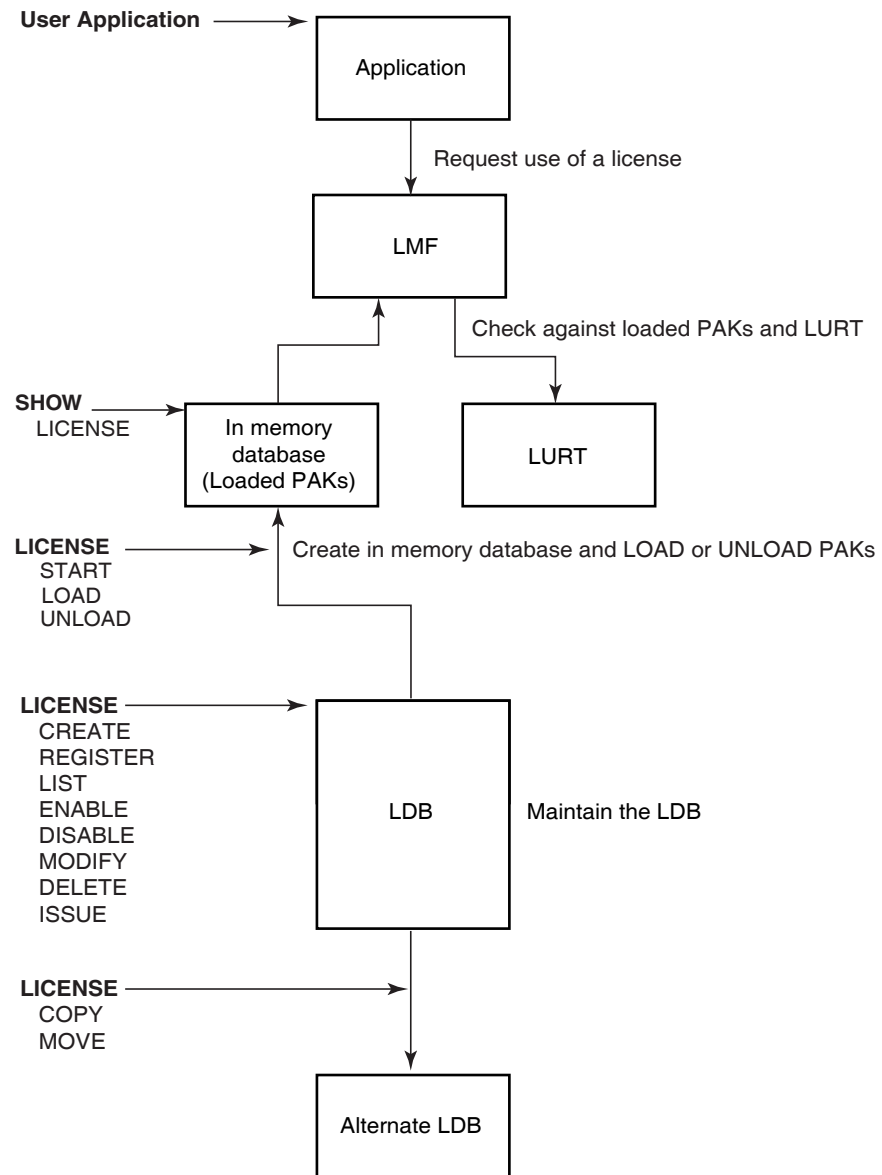 User Application
Application
Request use of a license
LMF
Check against loaded PAKs and LURT
SHOW
LICENSE
In memory
database
(Loaded PAKs)
LURT
LICENSE
START
LOAD
UNLOAD
Create in memory database and LOAD or UNLOAD PAKs
LICENSE
CREATE
REGISTER
LIST
ENABLE
DISABLE
MODIFY
DELETE
ISSUE
LDB
Maintain the LDB
LICENSE
COPY
MOVE
Alternate LDB